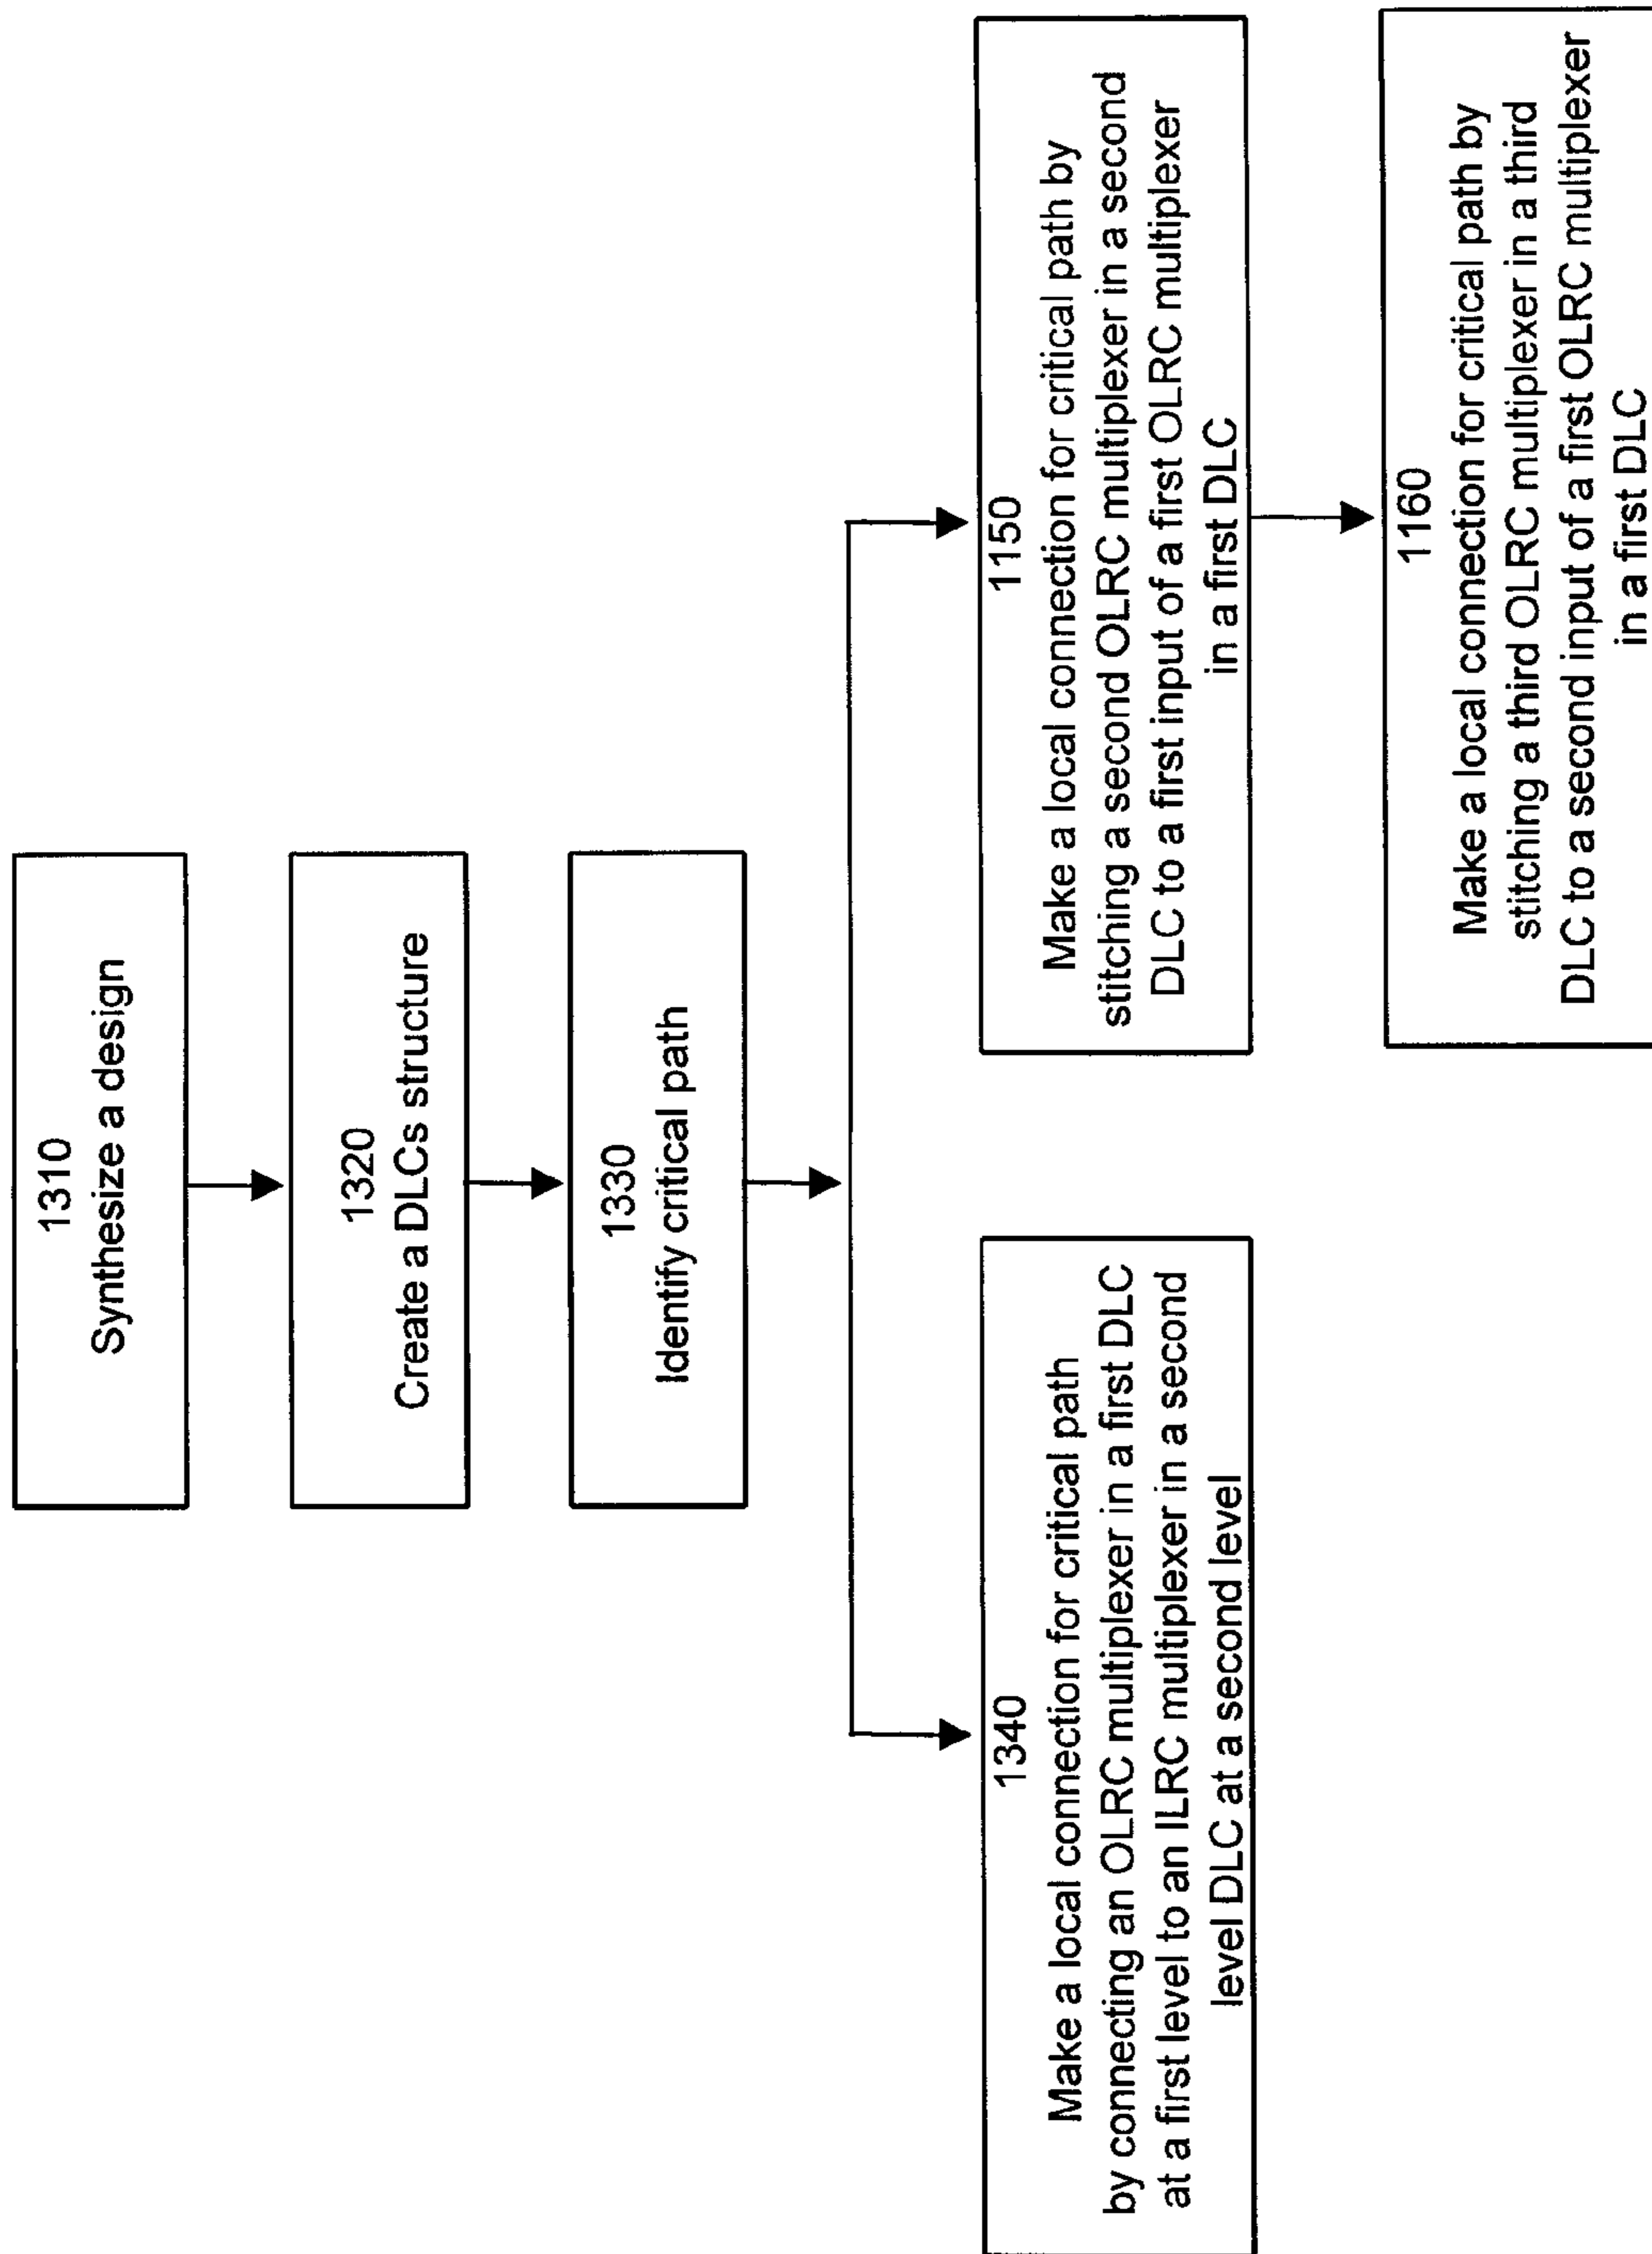 1310
Synthesize a design
1320
Create a DLCs structure
1330
Identify critical path
1340
Make a local connection for critical path
by connecting an OLRC multiplexer in a first DLC
at a first level to an ILRC multiplexer in a second
level DLC at a second level
1150
Make a local connection for critical path by
stitching a second OLRC multiplexer in a second
DLC to a first input of a first OLRC multiplexer
in a first DLC
1160
Make a local connection for critical path by
stitching a third OLRC multiplexer in a third
DLC to a second input of a first OLRC multiplexer
in a first DLC